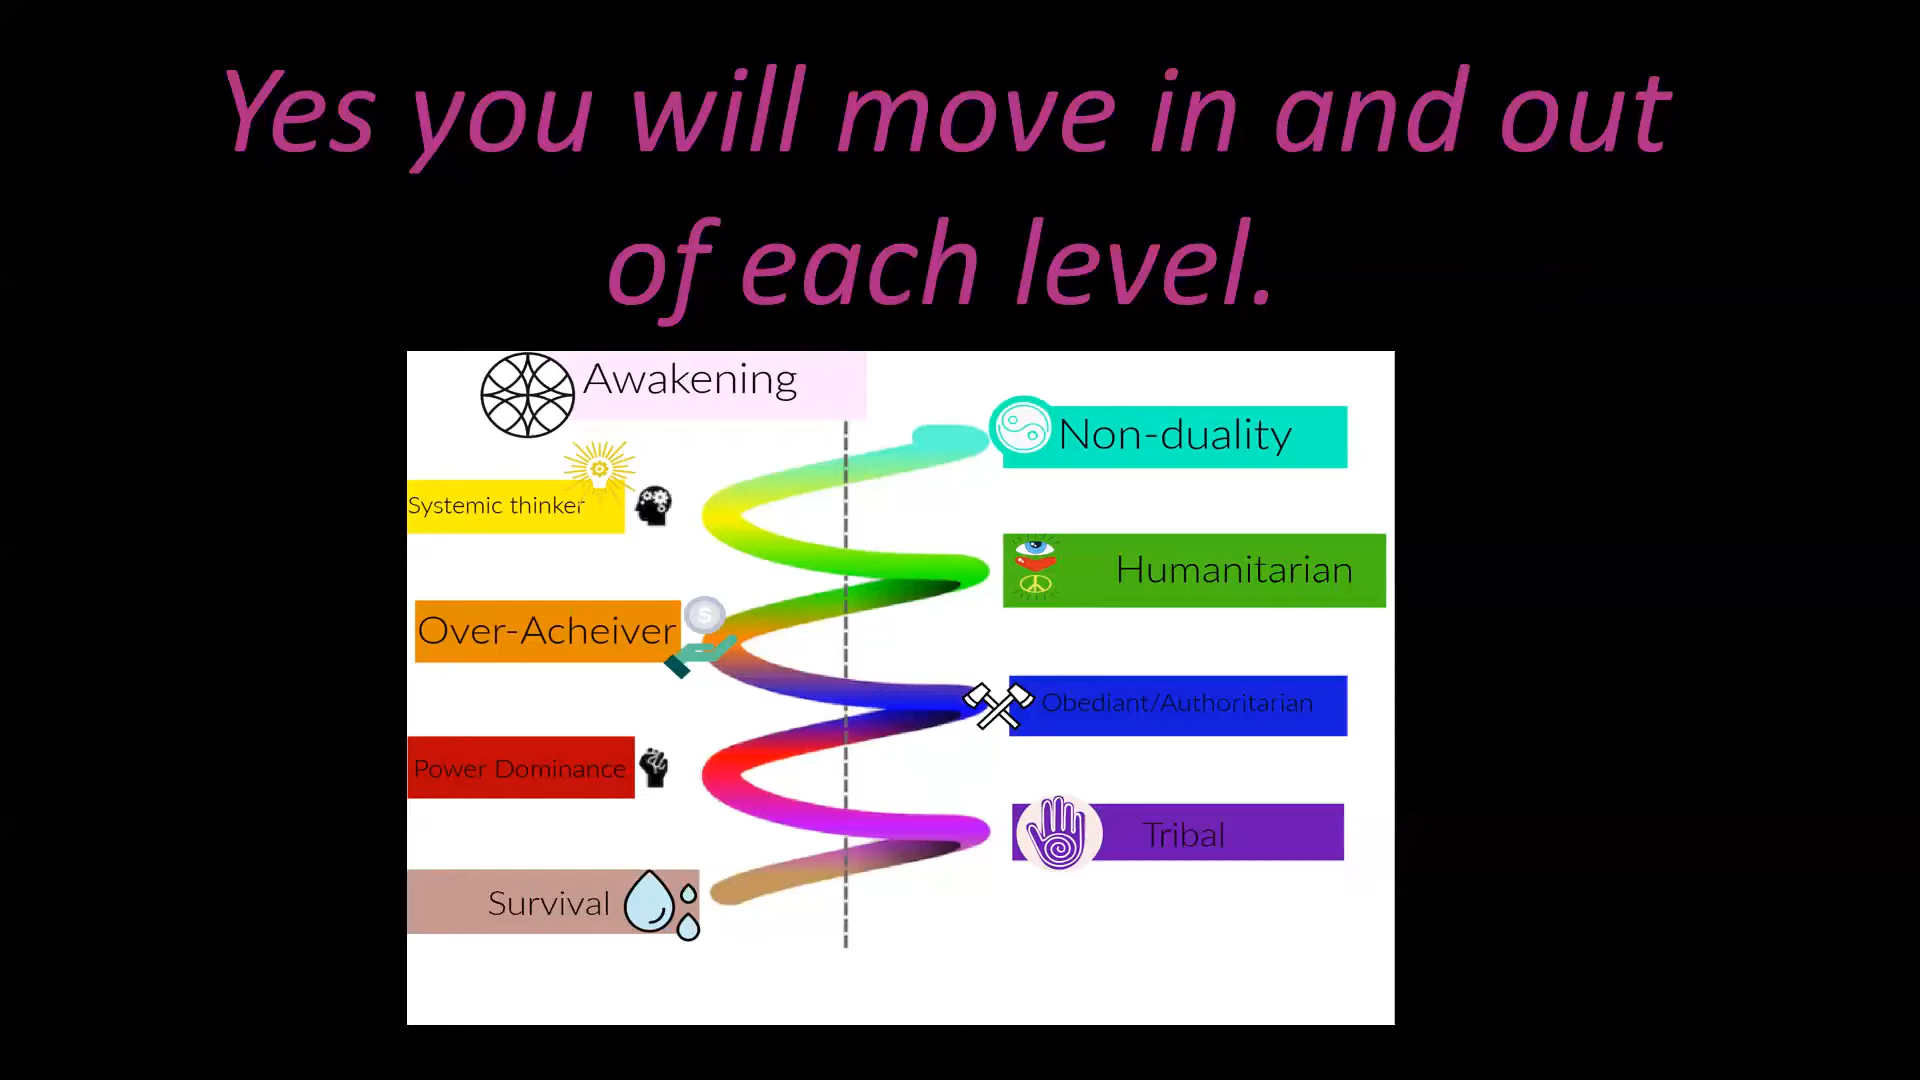 Yes you will move in and out
of each level.
Awakening
Non-duality
Systemic thinker
Humanitarian
Over-Acheiver
S
Obediant/Authoritarian
Power Dominance
Tribal
Survival